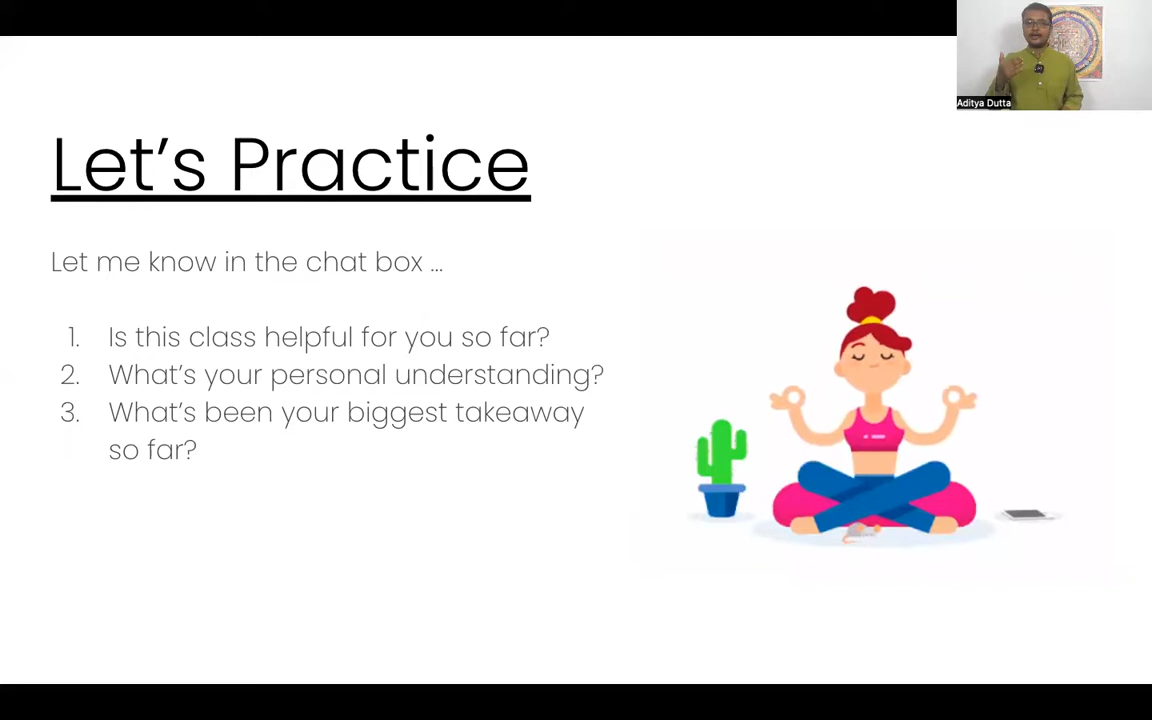 Aditya Dutta
Let's Practice
Let me know in the chat box ...
1. Is this class helpful for you so far?
2. What's your personal understanding?
3. What's been your biggest takeaway
so far?